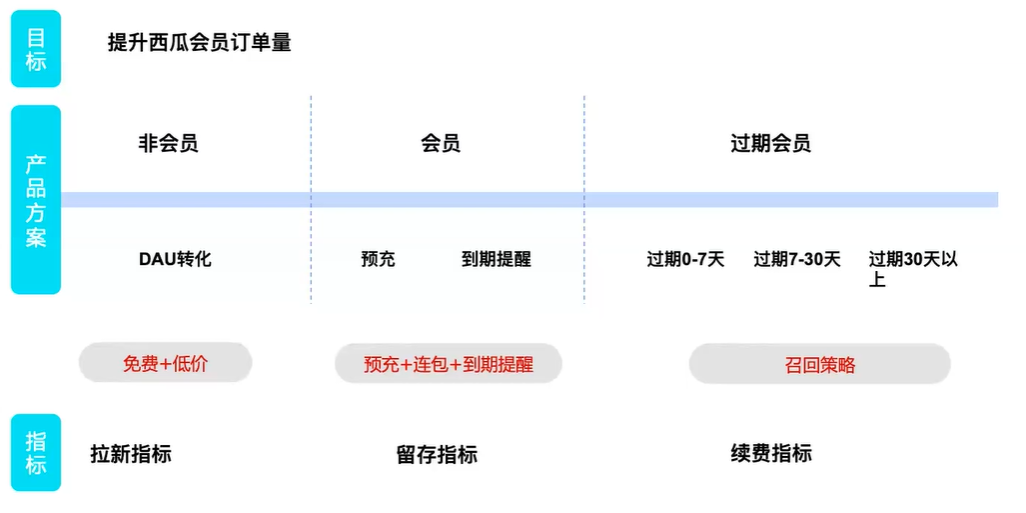 目标
提升西瓜会员订单量
产品方案
非会员
会员
过期会员
DAU转化
预充
到期提醒
过期0-7天
过期7-30天
过期30天以
上
免费+低价
预充+连包+到期提醒
召回策略
指标
拉新指标
留存指标
续费指标